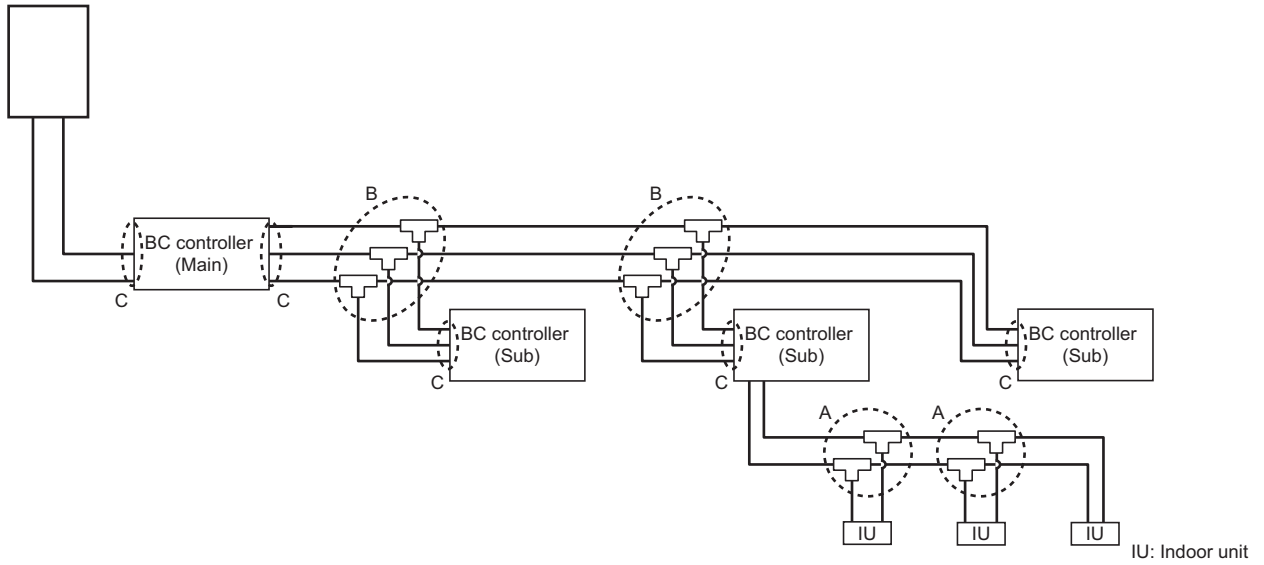 B
B
BC controller
(Main)
C
C
BC controller
(Sub)
C
BC controller
(Sub)
C
BC controller
(Sub)
C
A
A
IU
IU
IU
IU: Indoor unit